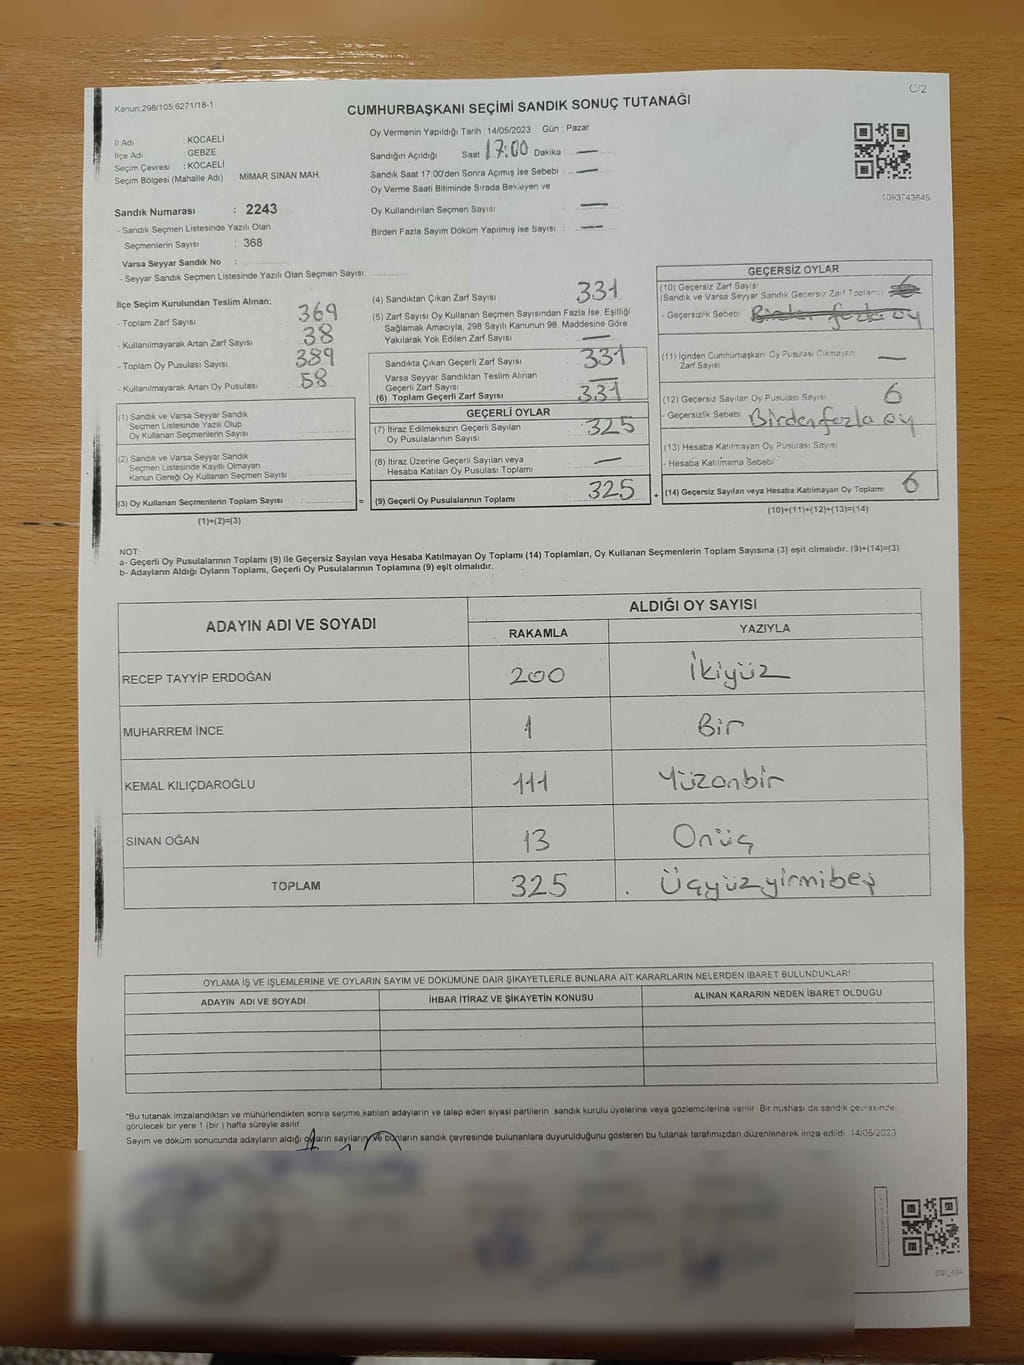 Kanun:298/105;6271/18-1
C/2
CUMHURBAŞKANI SEÇİMİ SANDIK SONUÇ TUTANAĞI
İl Adı : KOCAELİ
İlçe Adı : GEBZE
Seçim Çevresi : KOCAELİ
Seçim Bölgesi (Mahalle Adı) : MİMAR SİNAN MAH.
Sandık Numarası : 2243
- Sandık Seçmen Listesinde Yazılı Olan
Seçmenlerin Sayısı : 368
Varsa Seyyar Sandık No :
- Seyyar Sandık Seçmen Listesinde Yazılı Olan Seçmen Sayısı:
Oy Vermenin Yapıldığı Tarih : 14/05/2023 Gün : Pazar
Sandığın Açıldığı Saat 17:00 Dakika : —
Sandık Saat 17.00'den Sonra Açımış İse Sebebi : —
Oy Verme Saati Bitiminde Sırada Bekleyen ve
Oy Kullandırılan Seçmen Sayısı —
Birden Fazla Sayım Döküm Yapılmış İse Sayısı : —
1093743845
İlçe Seçim Kurulundan Teslim Alınan;
- Toplam Zarf Sayısı : 369
- Kullanılmayarak Artan Zarf Sayısı : 38
- Toplam Oy Pusulası Sayısı : 389
- Kullanılmayarak Artan Oy Pusulası : 58
(1) Sandık ve Varsa Seyyar Sandık
Seçmen Listesinde Yazılı Olup
Oy Kullanan Seçmenlerin Sayısı
(2) Sandık ve Varsa Seyyar Sandık
Seçmen Listesinde Kayıtlı Olmayan
Kanun Gereği Oy Kullanan Seçmen Sayısı
(3) Oy Kullanan Seçmenlerin Toplam Sayısı =
(1)+(2)=(3)
(4) Sandıktan Çıkan Zarf Sayısı 331
(5) Zarf Sayısı Oy Kullanan Seçmen Sayısından Fazla İse, Eşitliği
Sağlamak Amacıyla, 298 Sayılı Kanunun 98. Maddesine Göre
Yakılarak Yok Edilen Zarf Sayısı —
Sandıkta Çıkan Geçerli Zarf Sayısı 331
Varsa Seyyar Sandıktan Teslim Alınan
Geçerli Zarf Sayısı —
(6) Toplam Geçerli Zarf Sayısı : 331
GEÇERLİ OYLAR
(7) İtiraz Edilmeksizin Geçerli Sayılan
Oy Pusulalarının Sayısı 325
(8) İtiraz Üzerine Geçerli Sayılan veya
Hesaba Katılan Oy Pusulası Toplamı —
(9) Geçerli Oy Pusulalarının Toplamı 325 +
GEÇERSİZ OYLAR
(10) Geçersiz Zarf Sayısı
(Sandık ve Varsa Seyyar Sandık Geçersiz Zarf Toplamı) 6
- Geçersizlik Sebebi Birden fazla oy
(11) İçinden Cumhurbaşkanı Oy Pusulası Çıkmayan
Zarf Sayısı —
(12) Geçersiz Sayılan Oy Pusulası Sayısı 6
- Geçersizlik Sebebi Birden fazla oy
(13) Hesaba Katılmayan Oy Pusulası Sayısı
- Hesaba Katılmama Sebebi
(14) Geçersiz Sayılan veya Hesaba Katılmayan Oy Toplamı 6
(10)+(11)+(12)+(13)=(14)
NOT:
a- Geçerli Oy Pusulalarının Toplamı (9) ile Geçersiz Sayılan veya Hesaba Katılmayan Oy Toplamı (14) Toplamları, Oy Kullanan Seçmenlerin Toplam Sayısına (3) eşit olmalıdır. (9)+(14)=(3)
b- Adayların Aldığı Oyların Toplamı, Geçerli Oy Pusulalarının Toplamına (9) eşit olmalıdır.
ADAYIN ADI VE SOYADI
ALDIĞI OY SAYISI
RAKAMLA YAZIYLA
RECEP TAYYİP ERDOĞAN 200 İkiyüz
MUHARREM İNCE 1 Bir
KEMAL KILIÇDAROĞLU 111 Yüzonbir
SİNAN OĞAN 13 Onüç
TOPLAM 325 Üçyüzyirmibeş
OYLAMA İŞ VE İŞLEMLERİNE VE OYLARIN SAYIM VE DÖKÜMÜNE DAİR ŞİKAYETLERLE BUNLARA AİT KARARLARIN NELERDEN İBARET BULUNDUKLARI
ADAYIN ADI VE SOYADI İHBAR İTİRAZ VE ŞİKAYETİN KONUSU ALINAN KARARIN NEDEN İBARET OLDUGU
*Bu tutanak imzalandıktan ve mühürlendikten sonra seçime katılan adayların ve talep eden siyasi partilerin sandık kurulu üyelerine veya gözlemcilerine verilir. Bir nüshası da sandık çevresinde
görülecek bir yere 1 (bir ) hafta süreyle asılır.
Sayım ve döküm sonucunda adayların aldığı oyların sayıların ve bunların sandık çevresinde bulunanlara duyurulduğunu gösteren bu tutanak tarafımızdan düzenlenerek imza edildi. 14/05/2023